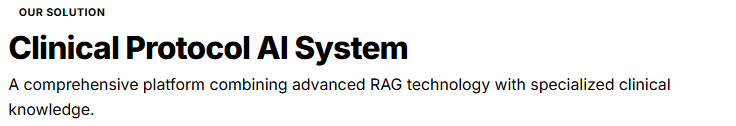 OUR SOLUTION
Clinical Protocol AI System
A comprehensive platform combining advanced RAG technology with specialized clinical
knowledge.